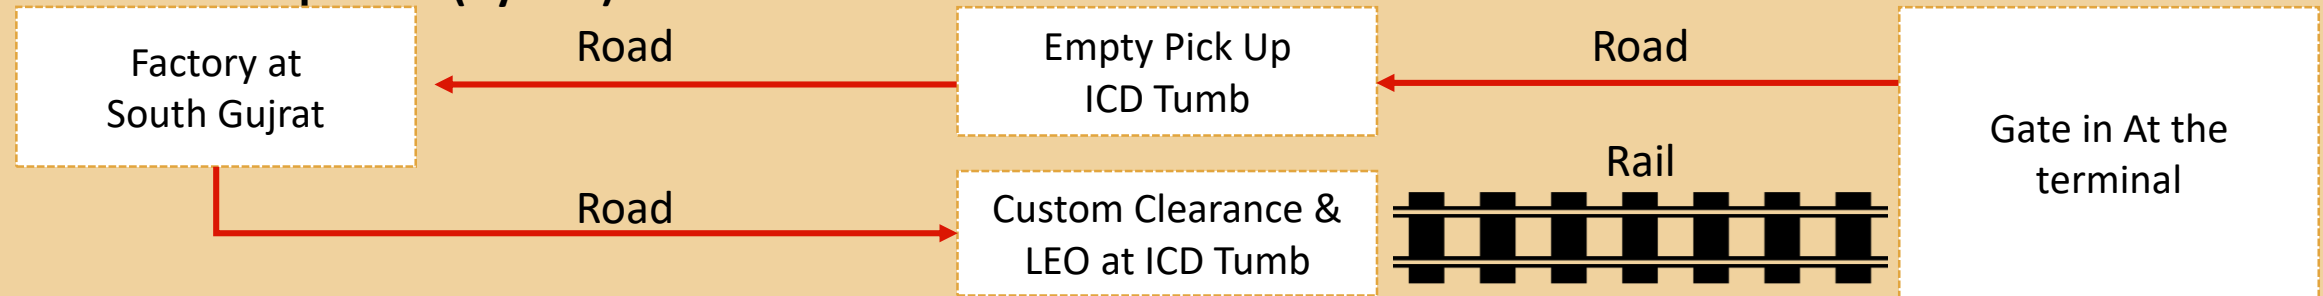 Road
Road
Factory at
South Gujrat
Empty Pick Up
ICD Tumb
Gate in At the
terminal
Rail
Road
Custom Clearance &
LEO at ICD Tumb